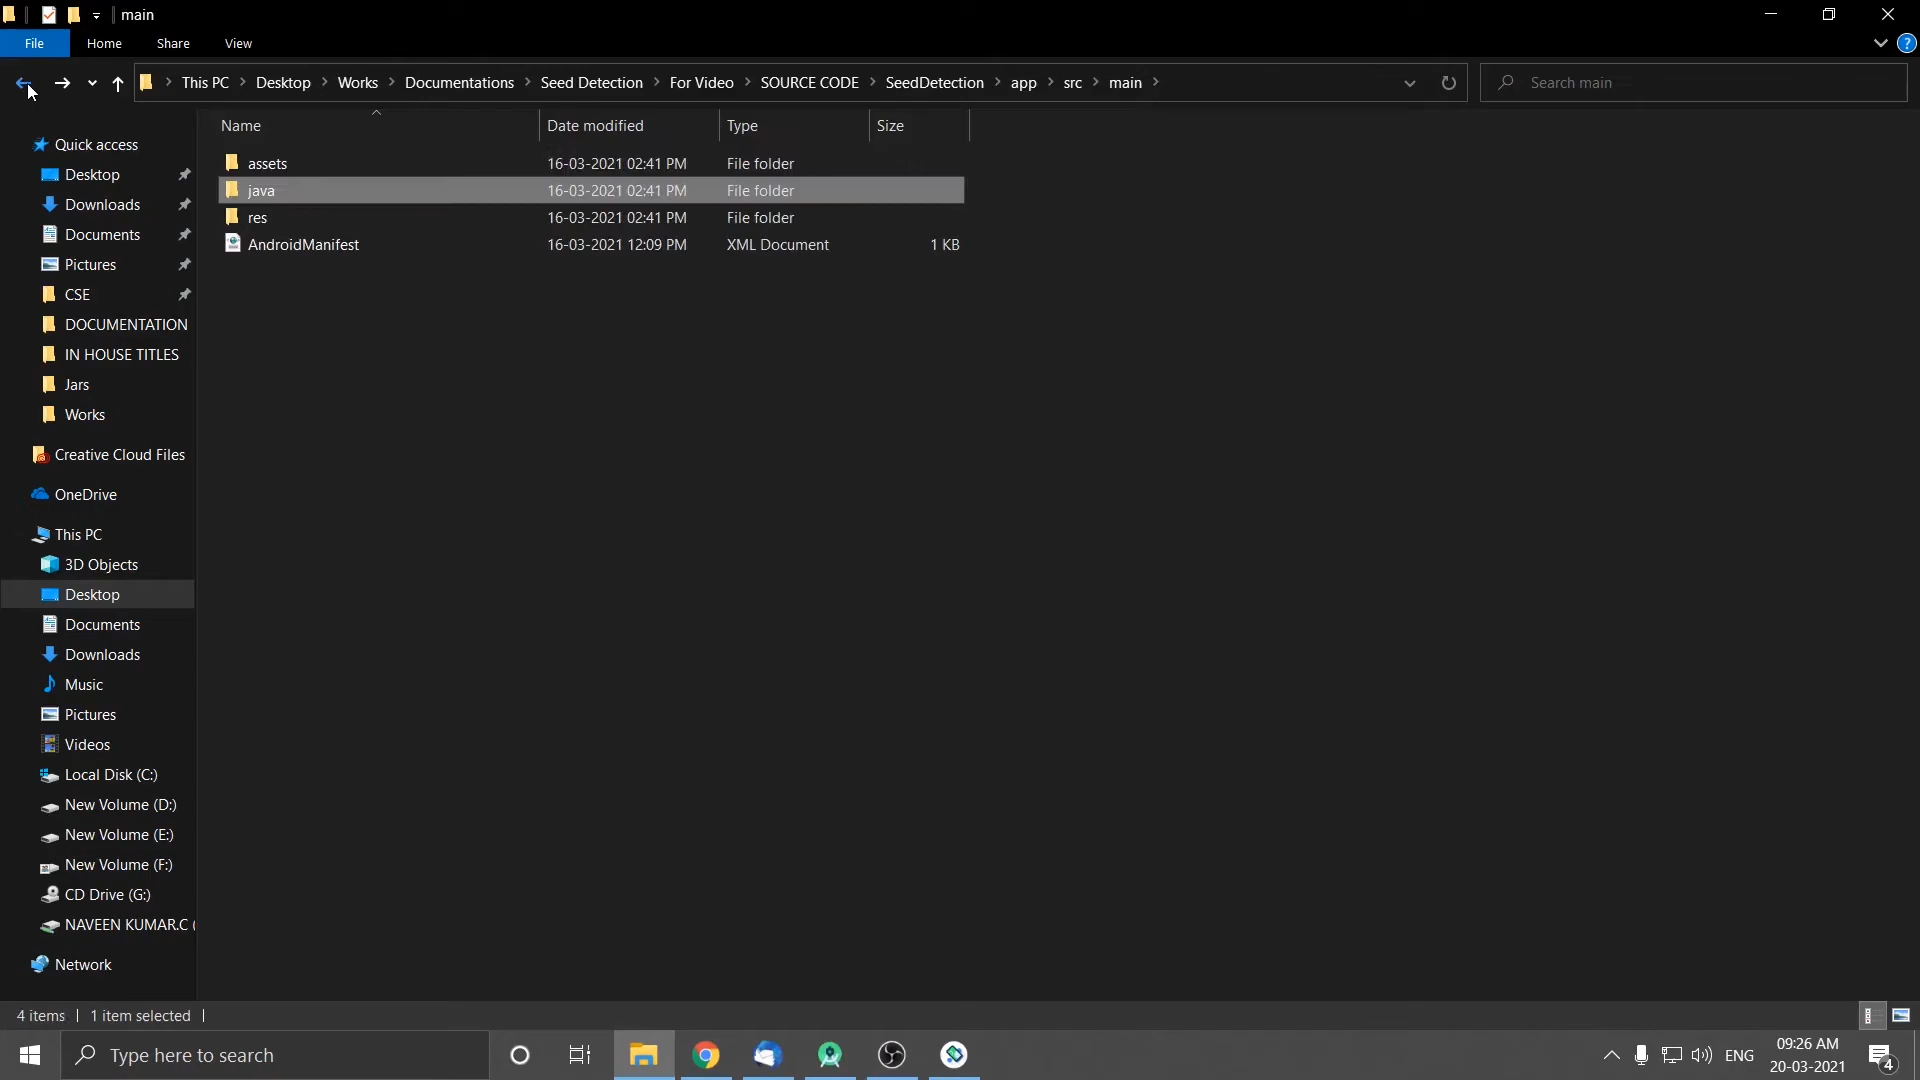 main
File Home Share View
This PC Desktop Works Documentations Seed Detection For Video SOURCE CODE SeedDetection app src main Search main
Name Date modified Type Size
assets 16-03-2021 02:41 PM File folder
java 16-03-2021 02:41 PM File folder
res 16-03-2021 02:41 PM File folder
AndroidManifest 16-03-2021 12:09 PM XML Document 1 KB
Quick access
Desktop
Downloads
Documents
Pictures
CSE
DOCUMENTATION
IN HOUSE TITLES
Jars
Works
Creative Cloud Files
OneDrive
This PC
3D Objects
Desktop
Documents
Downloads
Music
Pictures
Videos
Local Disk (C:)
New Volume (D:)
New Volume (E:)
New Volume (F:)
CD Drive (G:)
NAVEEN KUMAR.C (
Network
4 items 1 item selected
Type here to search
ENG
09:26 AM
20-03-2021
4